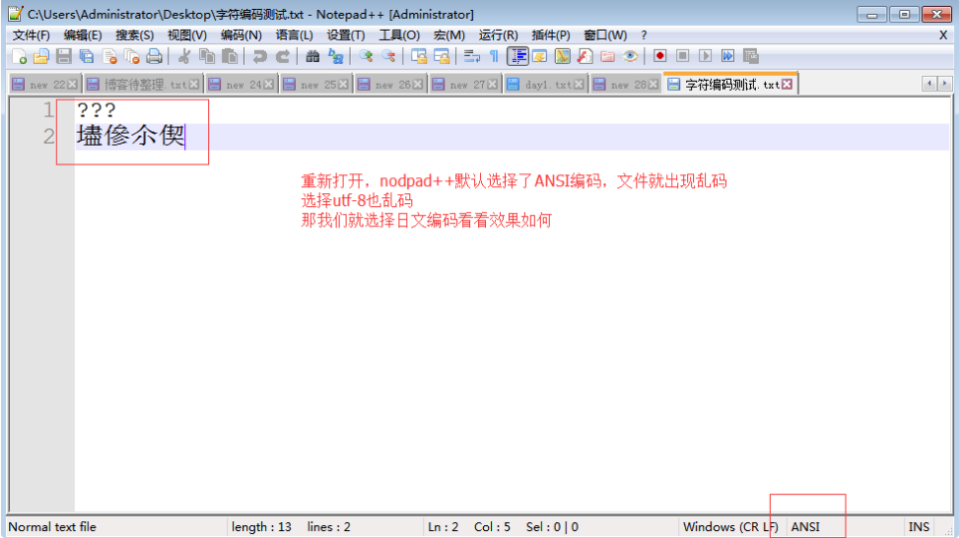 C:\Users\Administrator\Desktop\字符编码测试.txt - Notepad++ [Administrator]
文件(F) 编辑(E) 搜索(S) 视图(V) 编码(N) 语言(L) 设置(T) 工具(O) 宏(M) 运行(R) 插件(P) 窗口(W) ? X
new 22 博客待整理.txt new 24 new 25 new 26 new 27 day1.txt new 28 字符编码测试.txt
1 ???
2 墵偧尒偰
重新打开，nodpad++默认选择了ANSI编码，文件就出现乱码
选择utf-8也乱码
那我们就选择日文编码看看效果如何
Normal text file length : 13 lines : 2 Ln : 2 Col : 5 Sel : 0 | 0 Windows (CR LF) ANSI INS